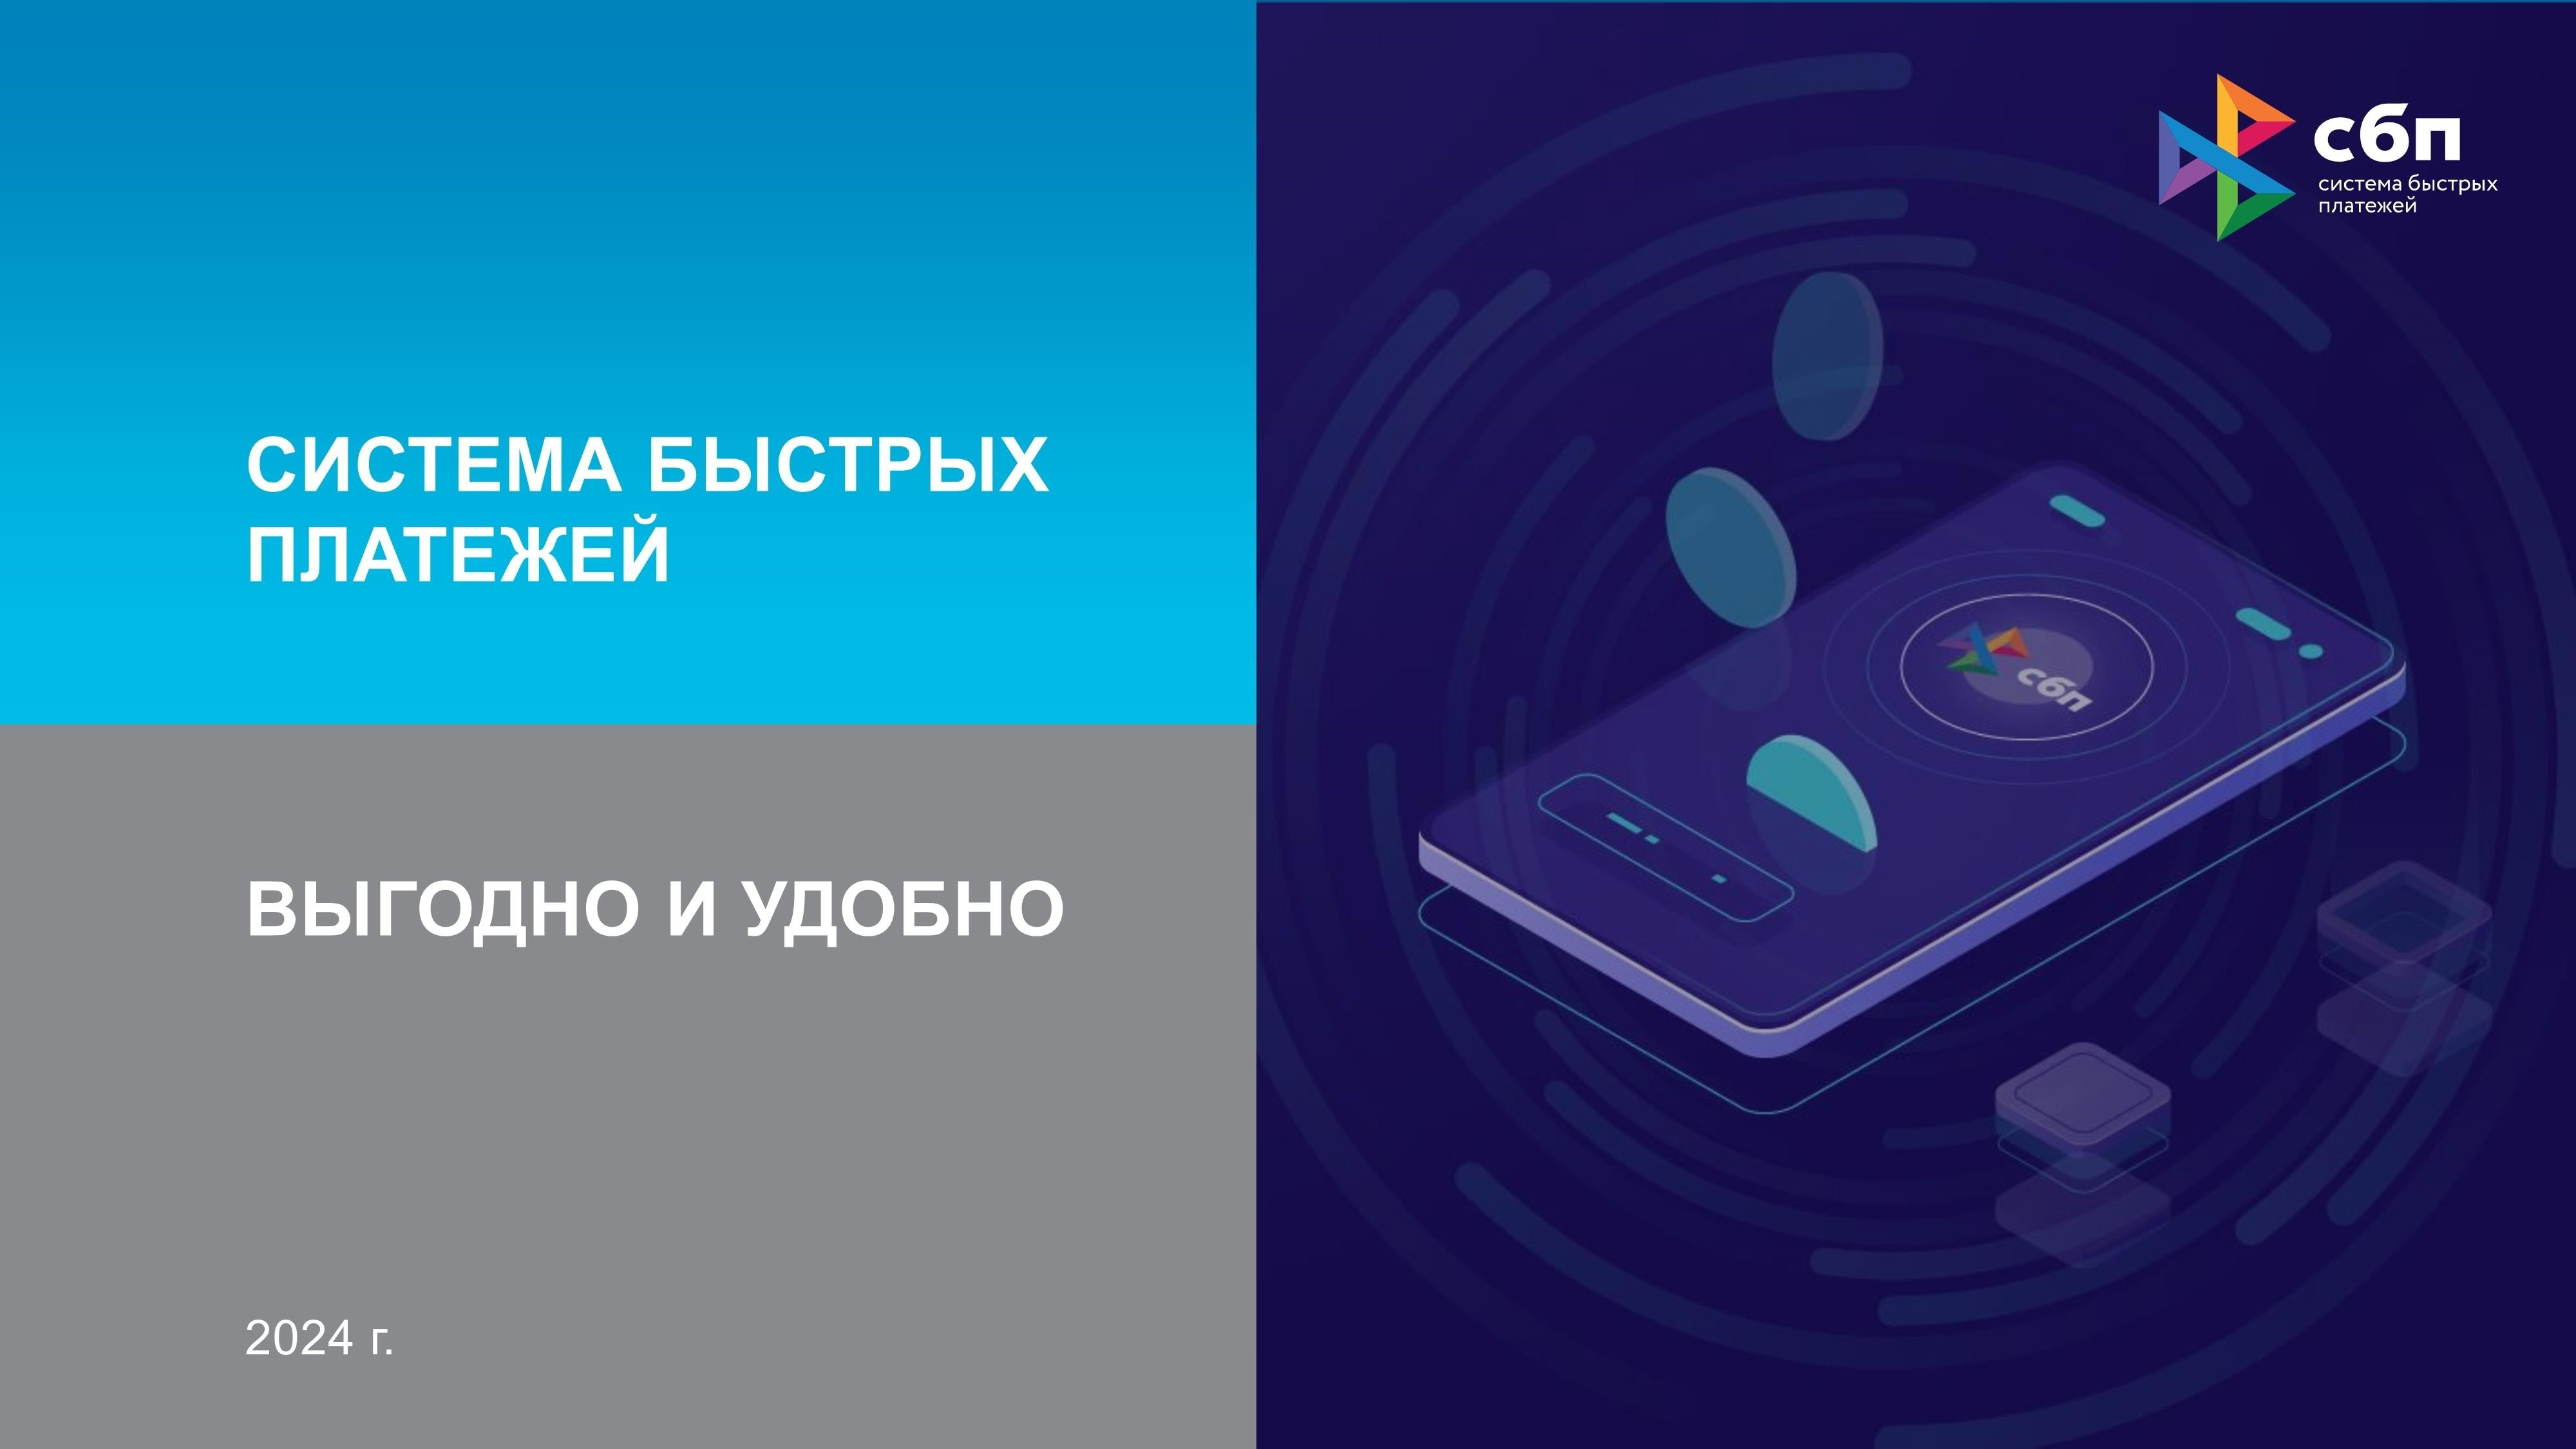 СИСТЕМА БЫСТРЫХ
ПЛАТЕЖЕЙ
ВЫГОДНО И УДОБНО
2024 г.
сбп
система быстрых
платежей
сбп